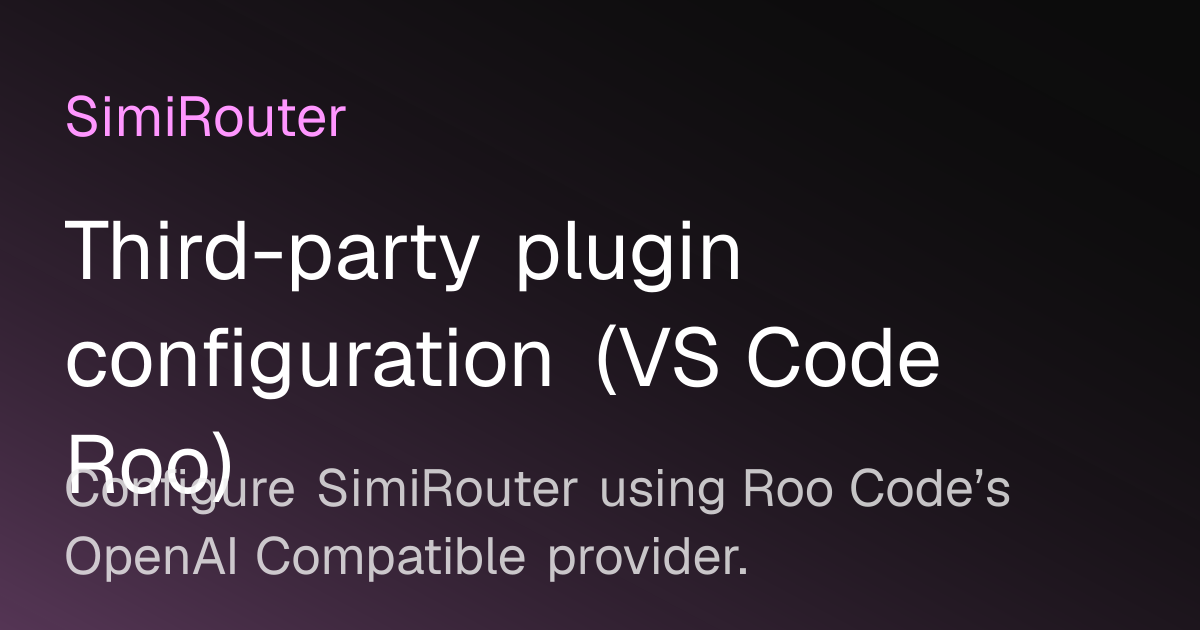 SimiRouter
Third-party plugin
configuration (VS Code
Roo)
Configure SimiRouter using Roo Code’s
OpenAI Compatible provider.